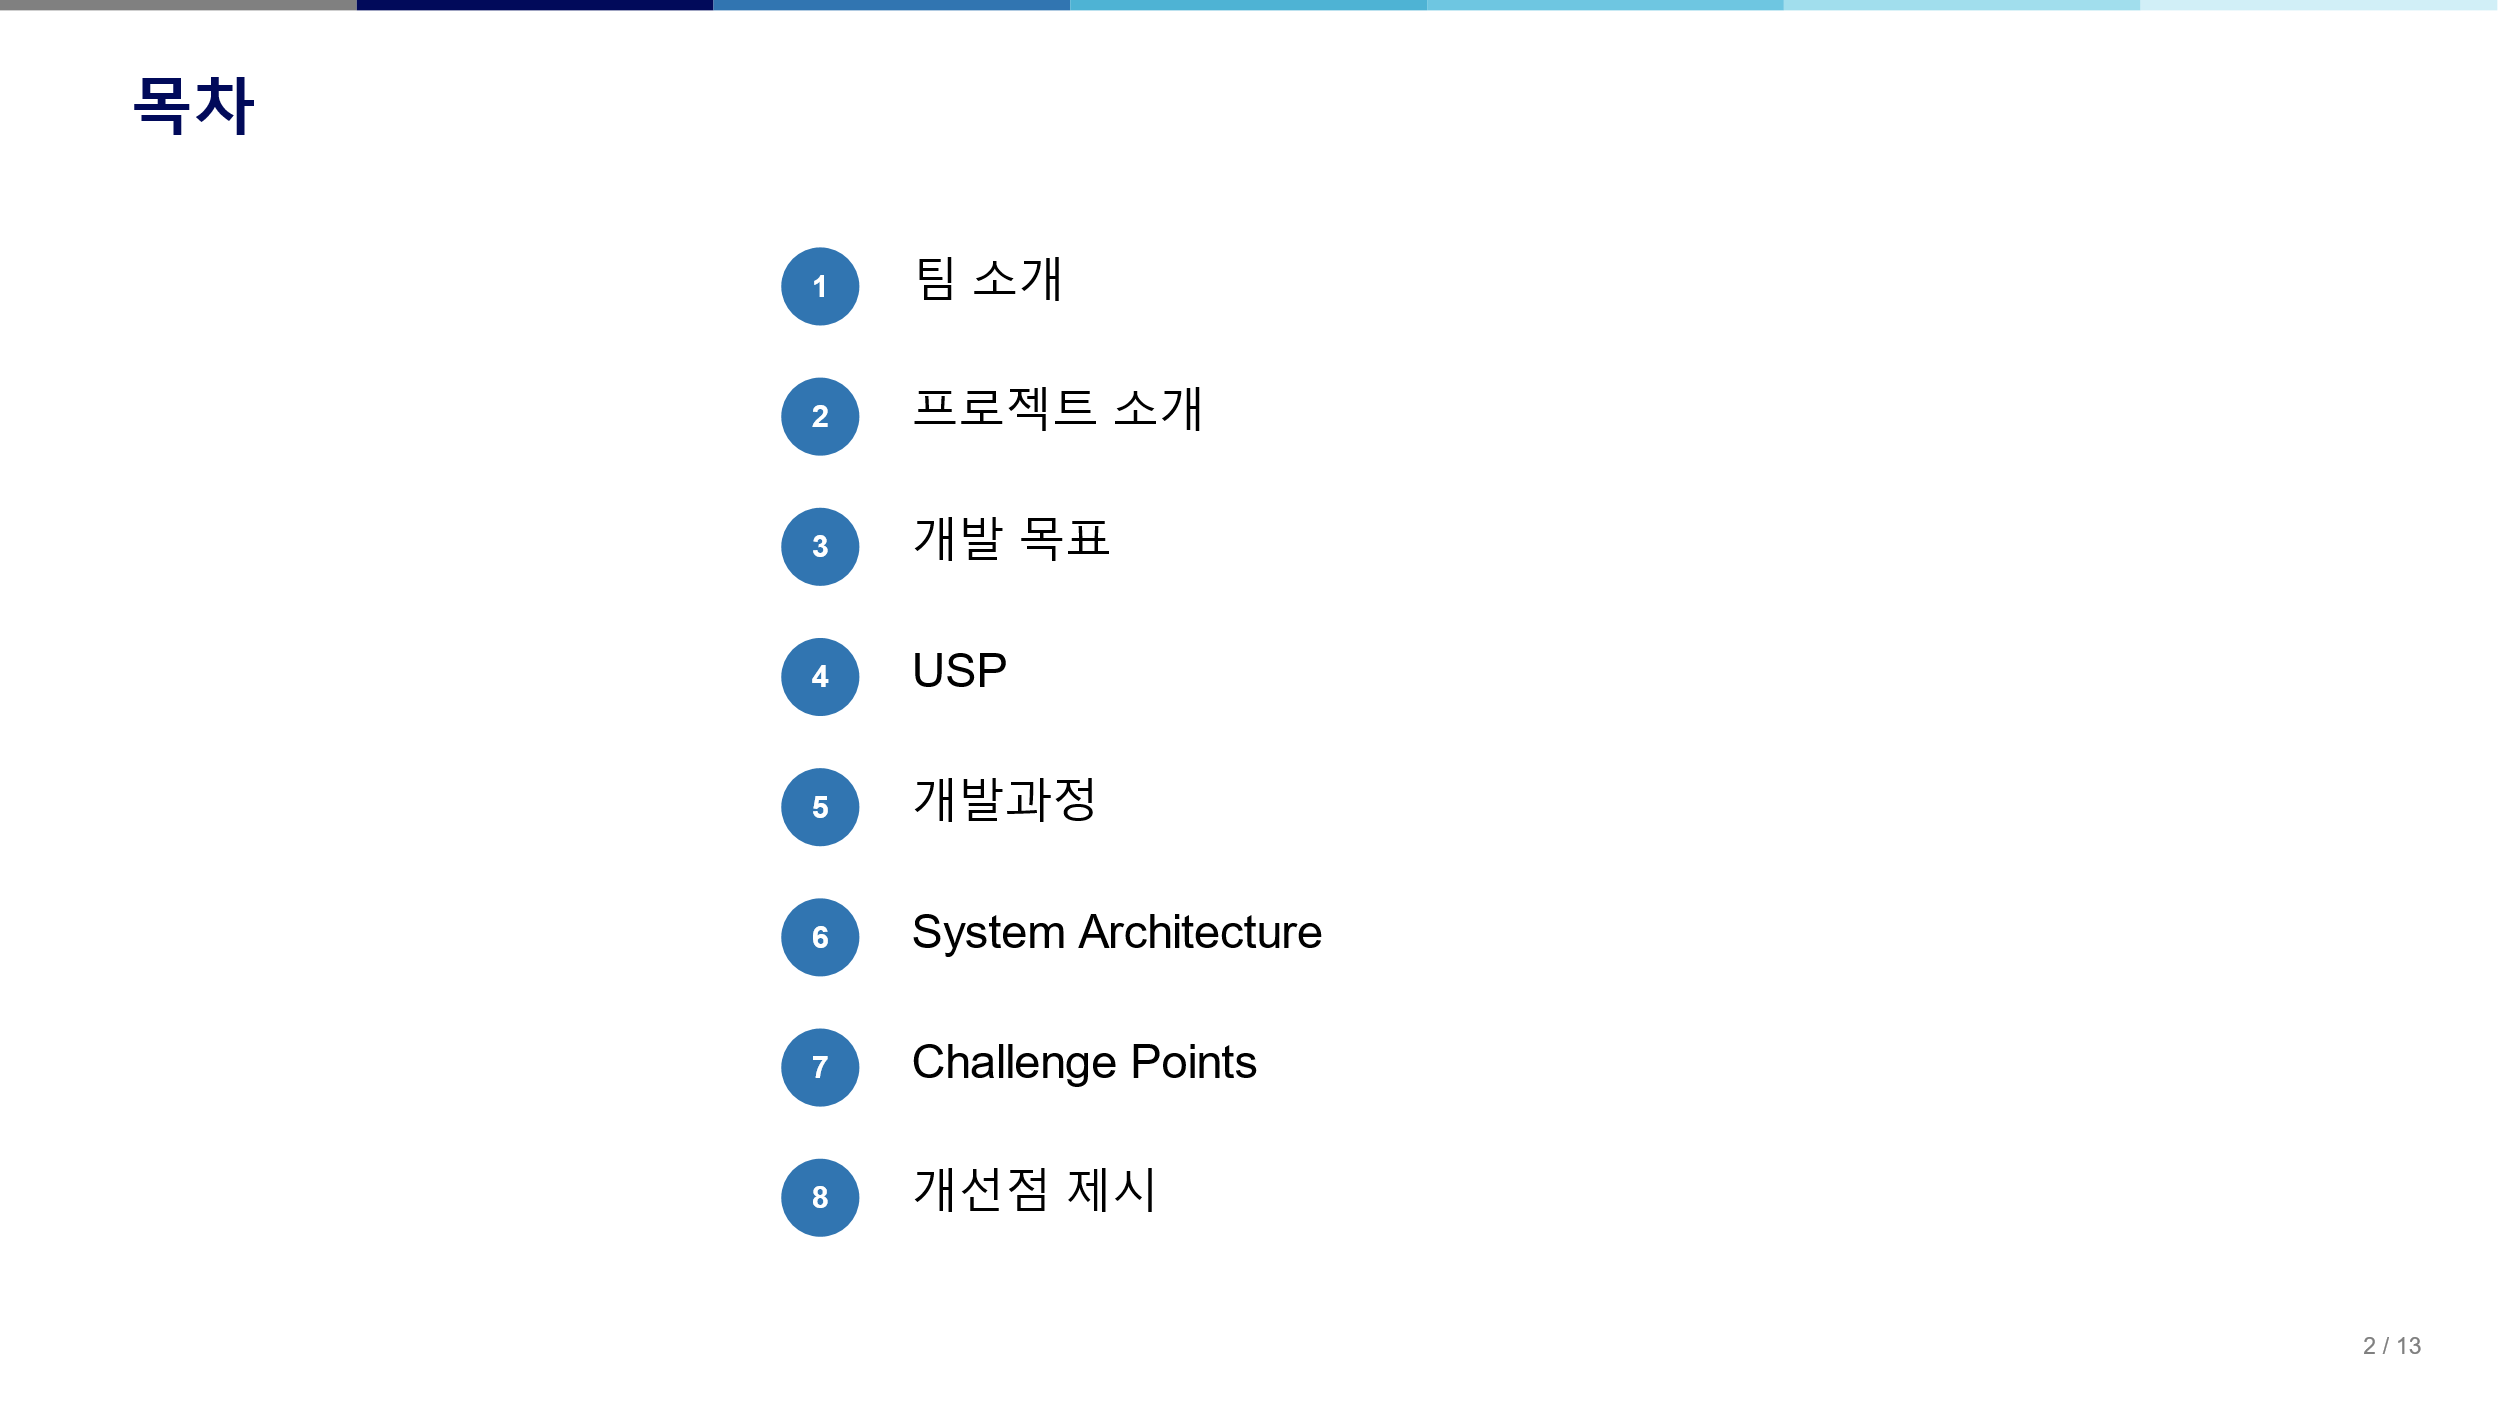 목차
1 팀 소개
2 프로젝트 소개
3 개발 목표
4 USP
5 개발과정
6 System Architecture
7 Challenge Points
8 개선점 제시
2 / 13